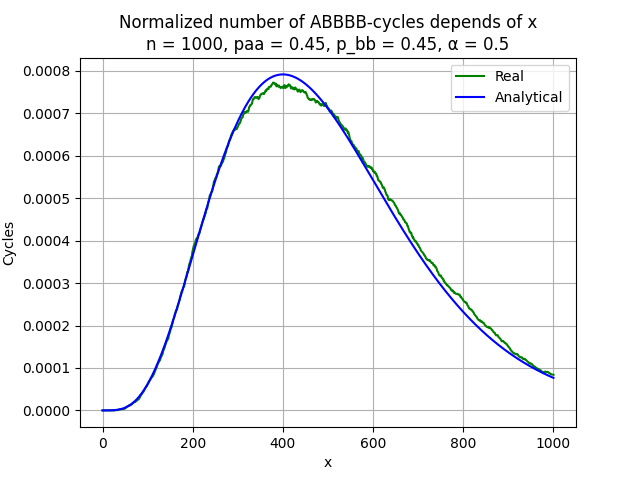 Normalized number of ABBBB-cycles depends of x
n = 1000, paa = 0.45, p_bb = 0.45, α = 0.5
Real
Analytical
0.0008
0.0007
0.0006
0.0005
0.0004
0.0003
0.0002
0.0001
0.0000
Cycles
0 200 400 600 800 1000
x